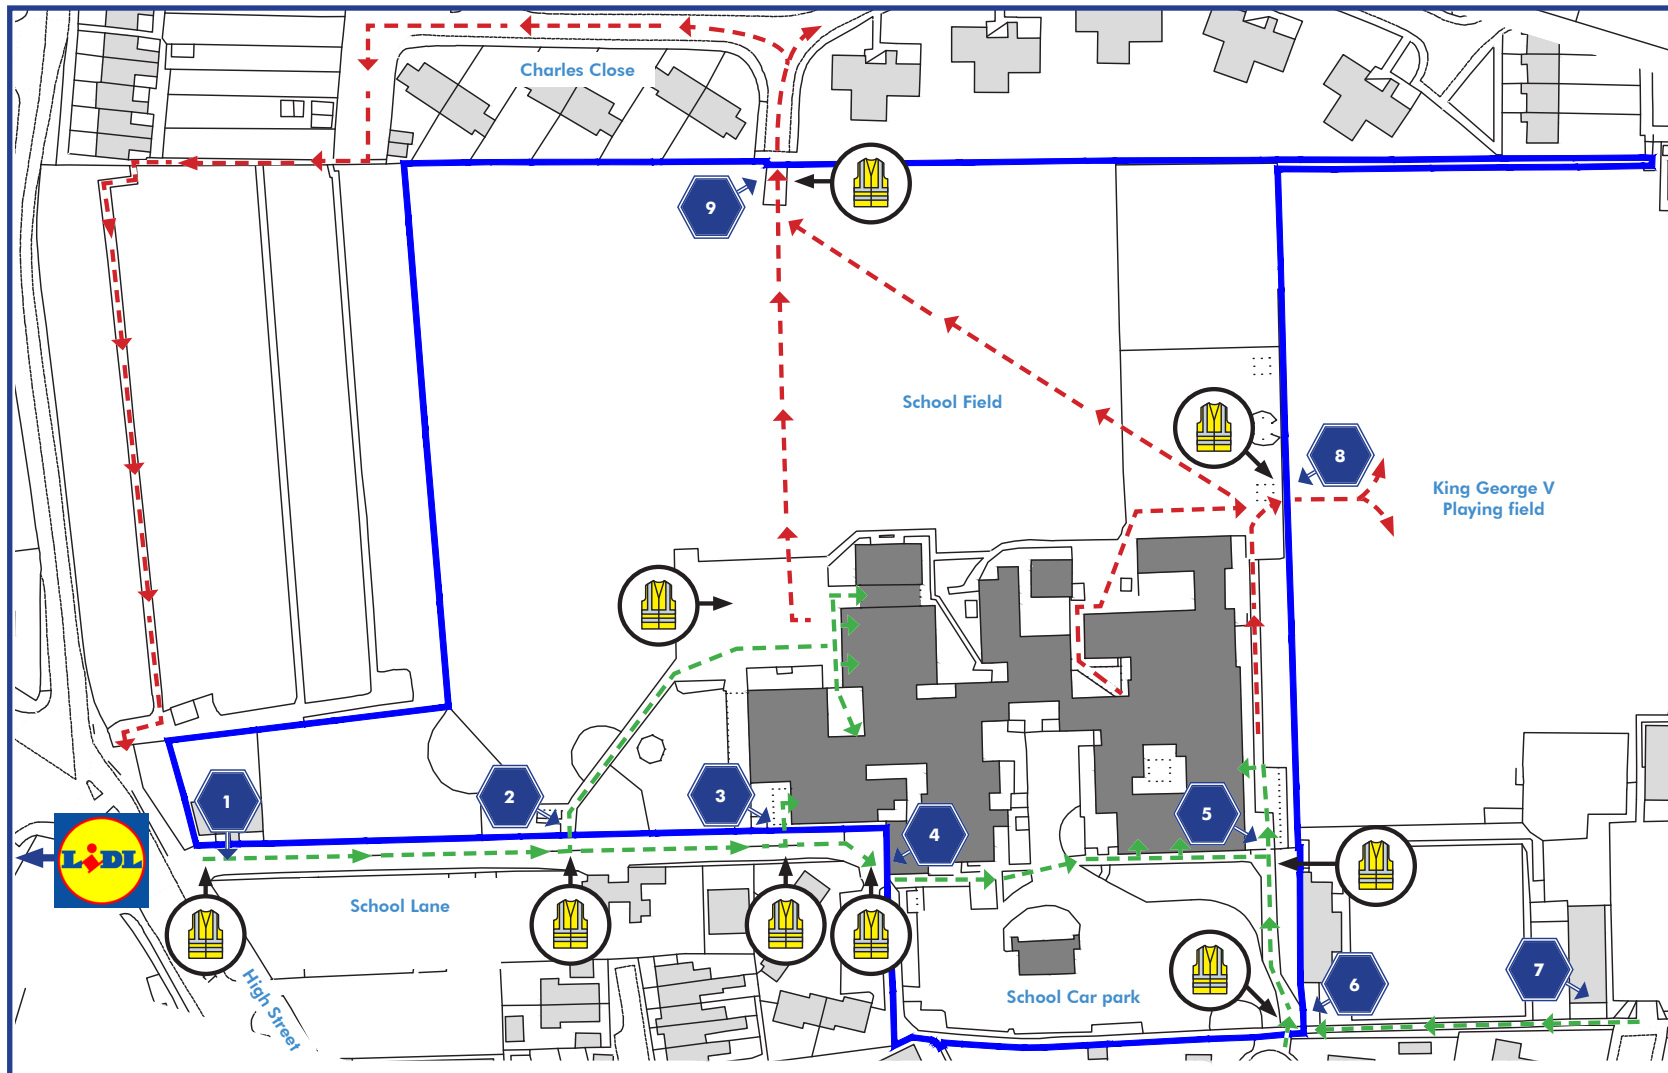 Charles Close
9
School Field
8
King George V
Playing field
1
2
3
4
5
LiDL
School Lane
High Street
School Car park
6
7